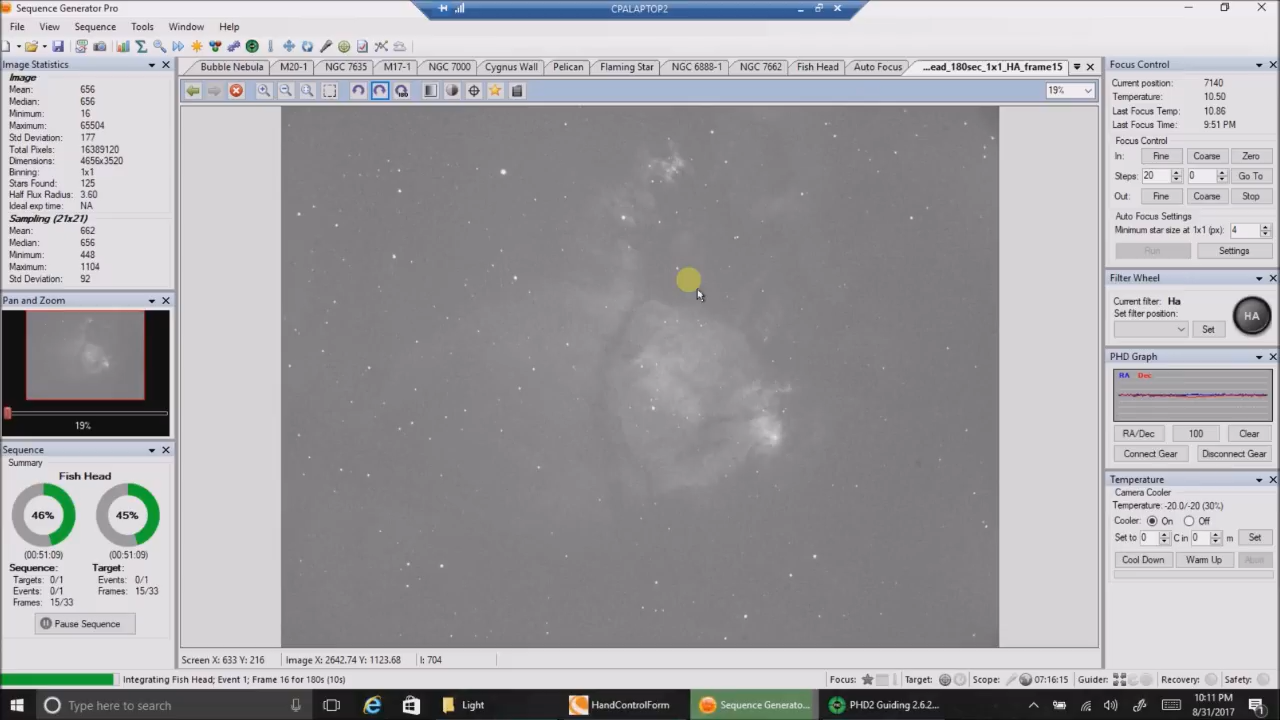 Sequence Generator Pro
CPALAPTOP2
File View Sequence Tools Window Help
Image Statistics
Image
Mean: 656
Median: 656
Minimum: 16
Maximum: 65504
Std Deviation: 177
Total Pixels: 16389120
Dimensions: 4656x3520
Binning: 1x1
Stars Found: 125
Half Flux Radius: 3.60
Ideal exp time: NA
Sampling (21x21)
Mean: 662
Median: 656
Minimum: 448
Maximum: 1104
Std Deviation: 92
Pan and Zoom
19%
Sequence
Summary
Fish Head
46% 45%
(00:51:09) (00:51:09)
Sequence: Target:
Targets: 0/1 Events: 0/1
Events: 0/1 Frames: 15/33
Frames: 15/33
Pause Sequence
Bubble Nebula M20-1 NGC 7635 M17-1 NGC 7000 Cygnus Wall Pelican Flaming Star NGC 6888-1 NGC 7662 Fish Head Auto Focus ...ead_180sec_1x1_HA_frame15
100
19%
Screen X: 633 Y: 216 Image X: 2642.74 Y: 1123.68 I: 704
Focus Control
Current position: 7140
Temperature: 10.50
Last Focus Temp: 10.86
Last Focus Time: 9:51 PM
Focus Control
In: Fine Coarse Zero
Steps: 20 0 Go To
Out: Fine Coarse Stop
Auto Focus Settings
Minimum star size at 1x1 (px): 4
Run Settings
Filter Wheel
Current filter: Ha
Set filter position:
Set
HA
PHD Graph
RA Dec
RA/Dec 100 Clear
Connect Gear Disconnect Gear
Temperature
Camera Cooler
Temperature: -20.0/-20 (30%)
Cooler: On Off
Set to 0 C in 0 m Set
Cool Down Warm Up
Integrating Fish Head; Event 1; Frame 16 for 180s (10s)
Focus: Target: Scope: 07:16:15 Guider: Recovery: Safety:
Type here to search
Light
HandControlForm
Sequence Generato...
PHD2 Guiding 2.6.2...
10:11 PM
8/31/2017